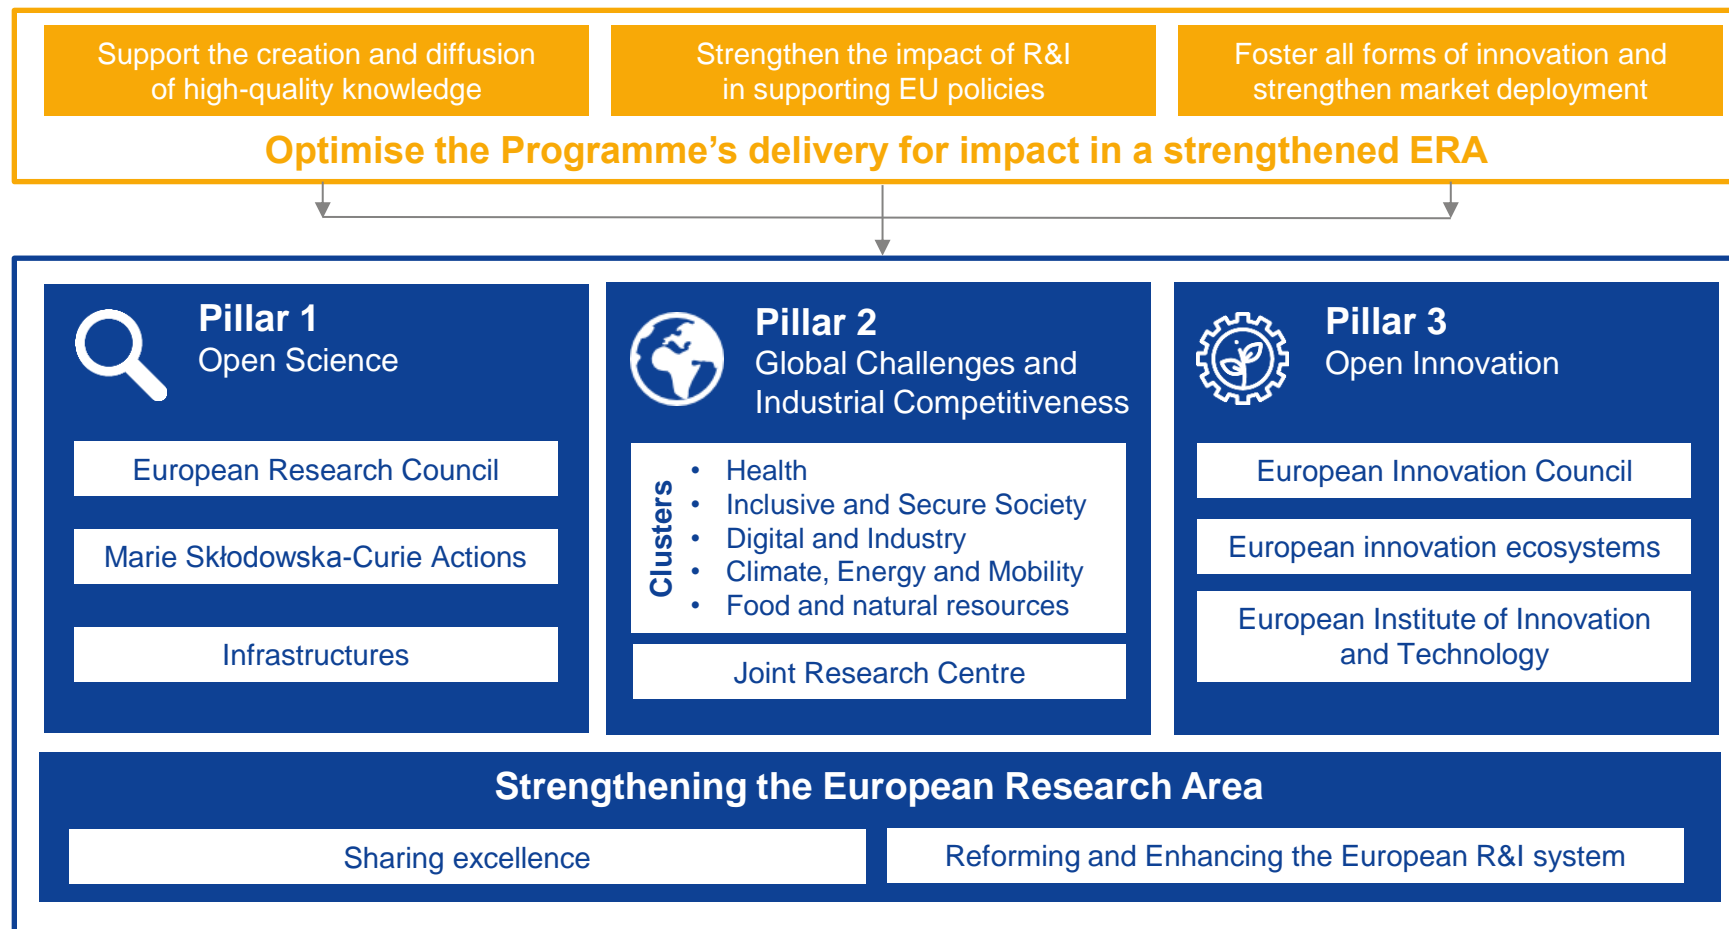 Support the creation and diffusion
of high-quality knowledge
Strengthen the impact of R&I
in supporting EU policies
Foster all forms of innovation and
strengthen market deployment
Optimise the Programme’s delivery for impact in a strengthened ERA
Pillar 1
Open Science
European Research Council
Marie Skłodowska-Curie Actions
Infrastructures
Pillar 2
Global Challenges and
Industrial Competitiveness
Clusters
• Health
• Inclusive and Secure Society
• Digital and Industry
• Climate, Energy and Mobility
• Food and natural resources
Joint Research Centre
Pillar 3
Open Innovation
European Innovation Council
European innovation ecosystems
European Institute of Innovation
and Technology
Strengthening the European Research Area
Sharing excellence
Reforming and Enhancing the European R&I system